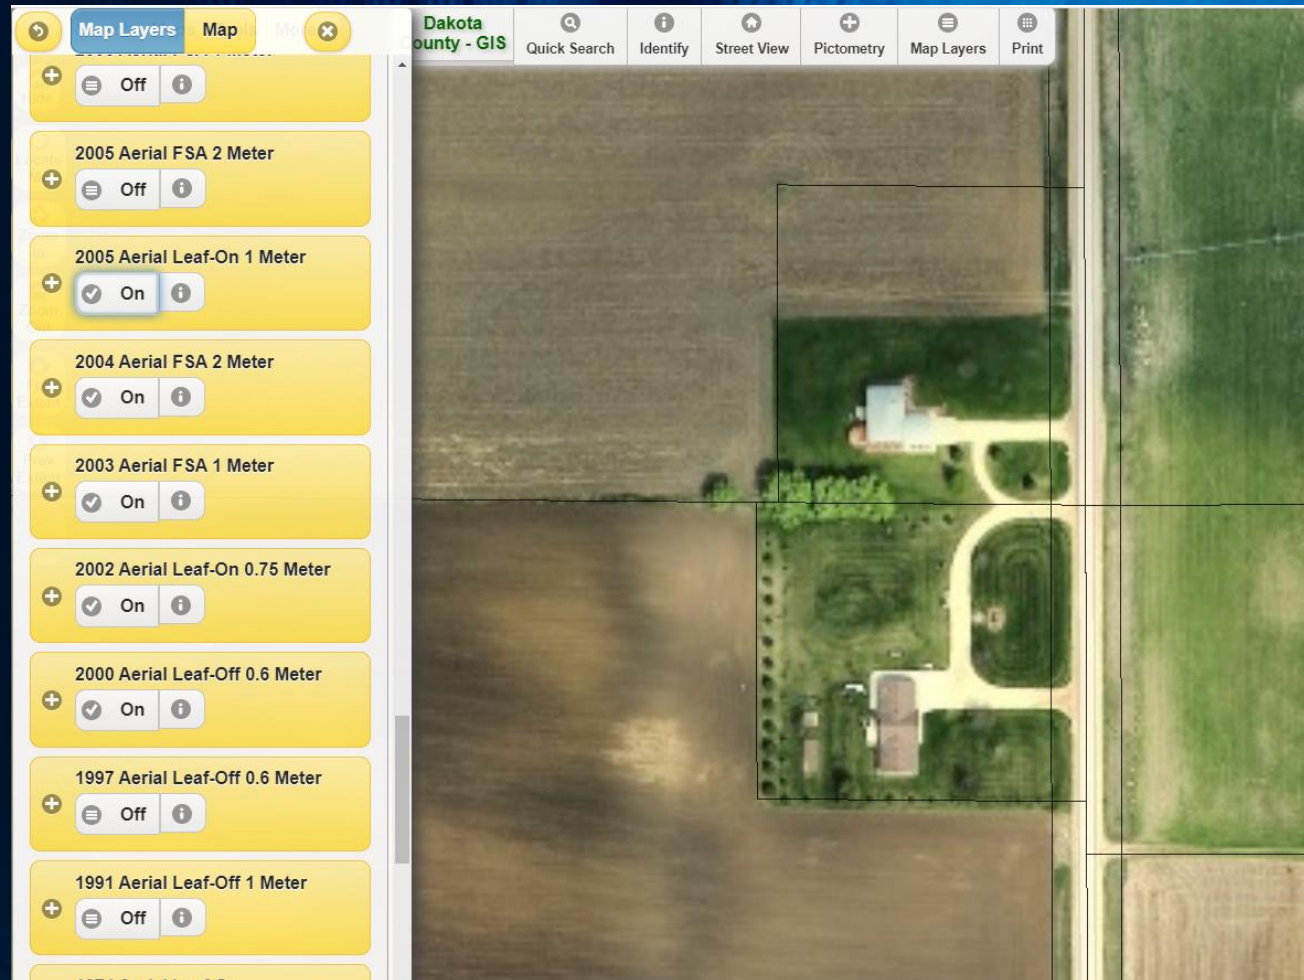 Map Layers
Map
Dakota
ounty - GIS
Quick Search
Identify
Street View
Pictometry
Map Layers
Print
Off
2005 Aerial FSA 2 Meter
Off
2005 Aerial Leaf-On 1 Meter
On
2004 Aerial FSA 2 Meter
On
2003 Aerial FSA 1 Meter
On
2002 Aerial Leaf-On 0.75 Meter
On
2000 Aerial Leaf-Off 0.6 Meter
On
1997 Aerial Leaf-Off 0.6 Meter
Off
1991 Aerial Leaf-Off 1 Meter
Off